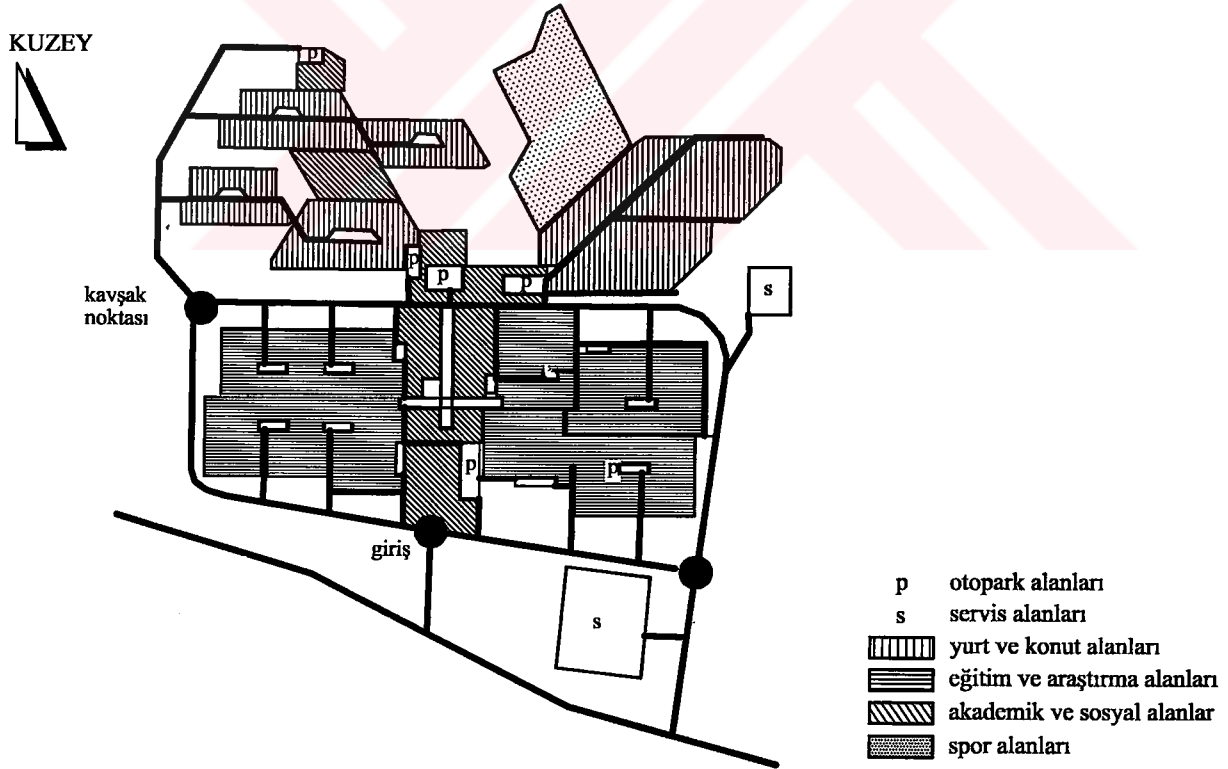 KUZEY
p
p
p
p
s
kavşak
noktası
p
p
giriş
s
p otopark alanları
s servis alanları
yurt ve konut alanları
eğitim ve araştırma alanları
akademik ve sosyal alanlar
spor alanları